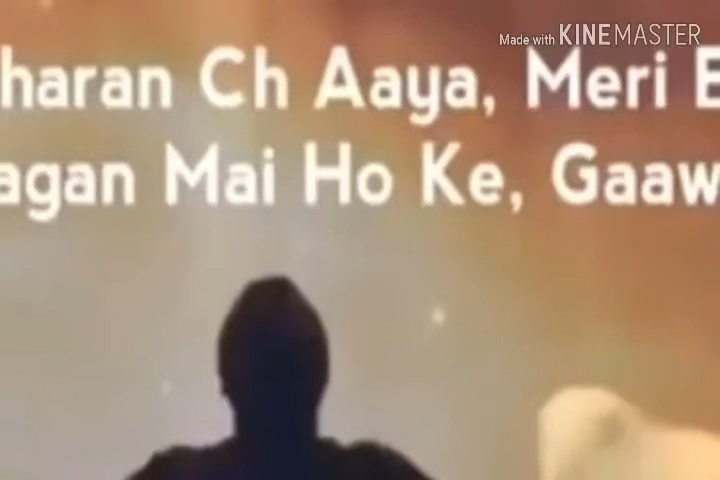 Made with KINEMASTER
haran Ch Aaya, Meri E
agan Mai Ho Ke, Gaaw